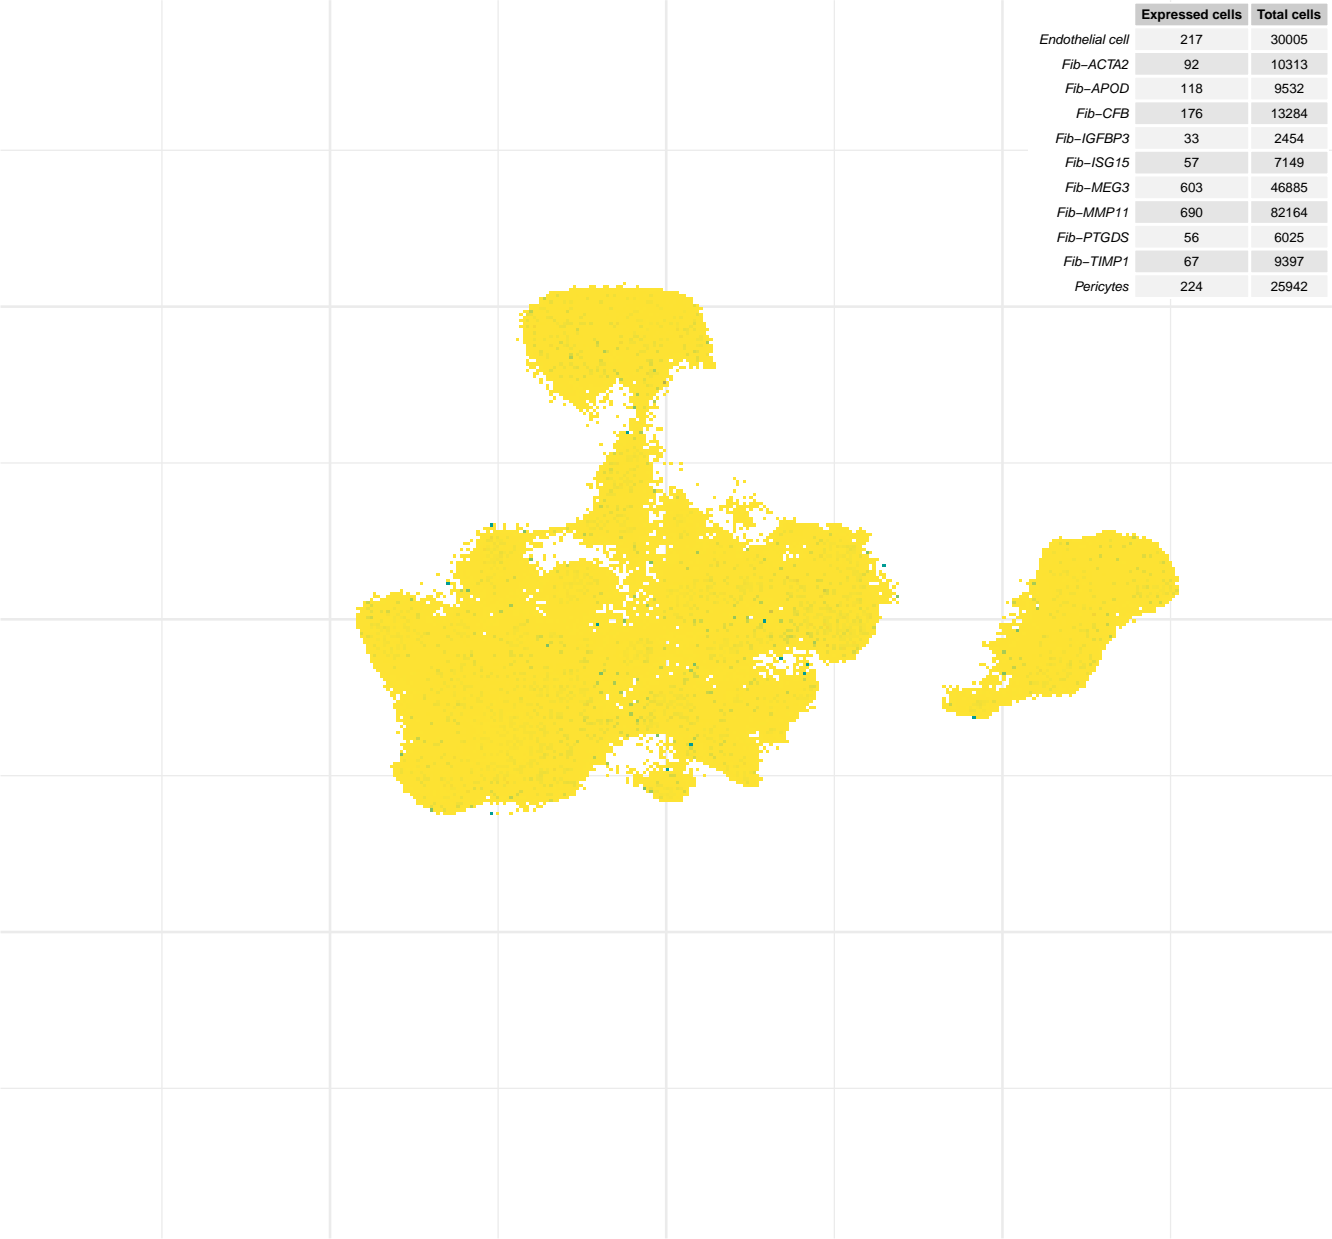 Expressed cells Total cells
Endothelial cell 217 30005
Fib−ACTA2 92 10313
Fib−APOD 118 9532
Fib−CFB 176 13284
Fib−IGFBP3 33 2454
Fib−ISG15 57 7149
Fib−MEG3 603 46885
Fib−MMP11 690 82164
Fib−PTGDS 56 6025
Fib−TIMP1 67 9397
Pericytes 224 25942